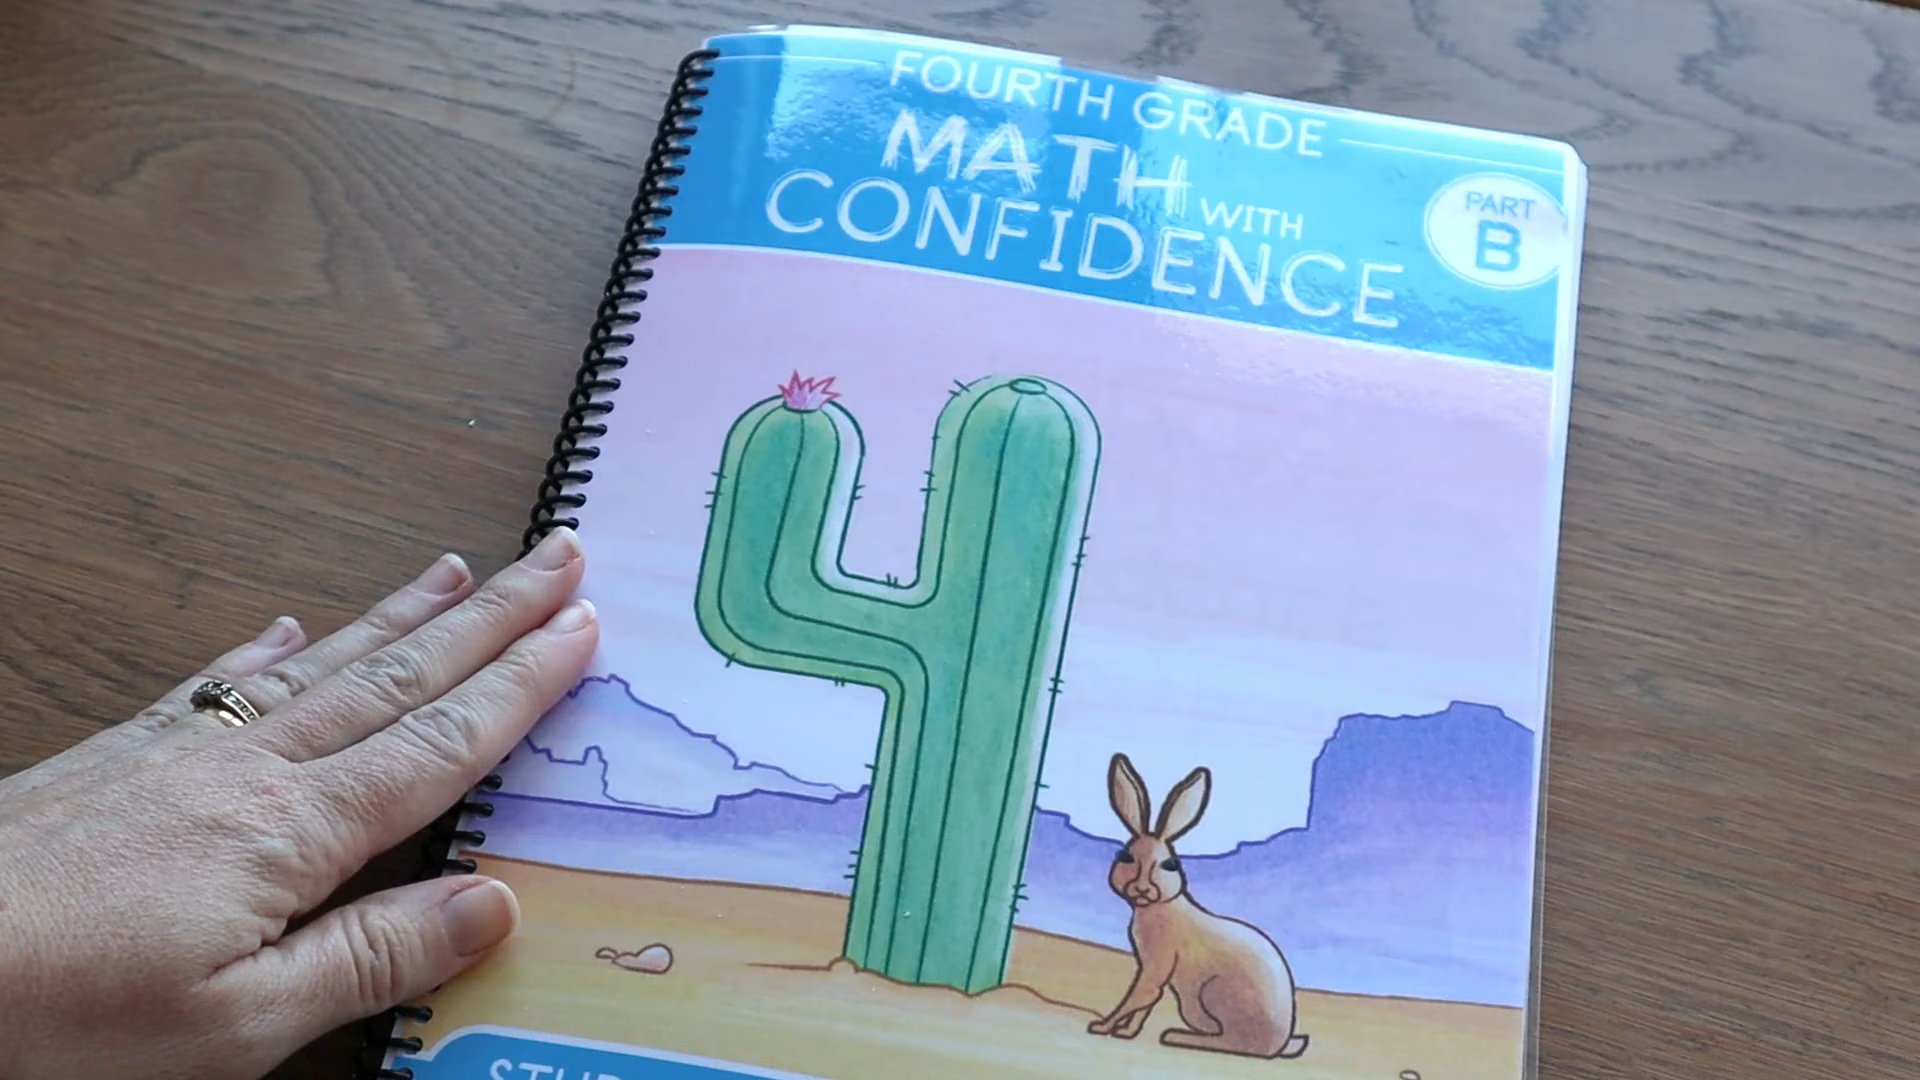 FOURTH GRADE
MATH WITH
CONFIDENCE
PART
B